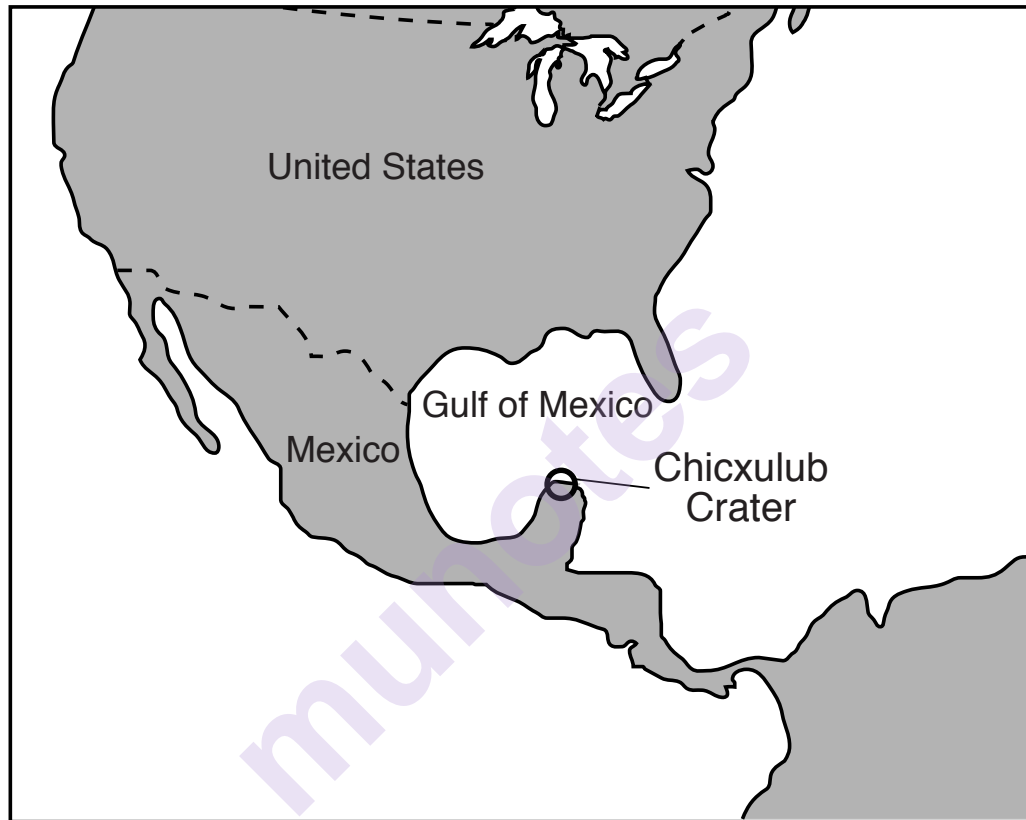 United States
Gulf of Mexico
Mexico
Chicxulub
Crater
munotes